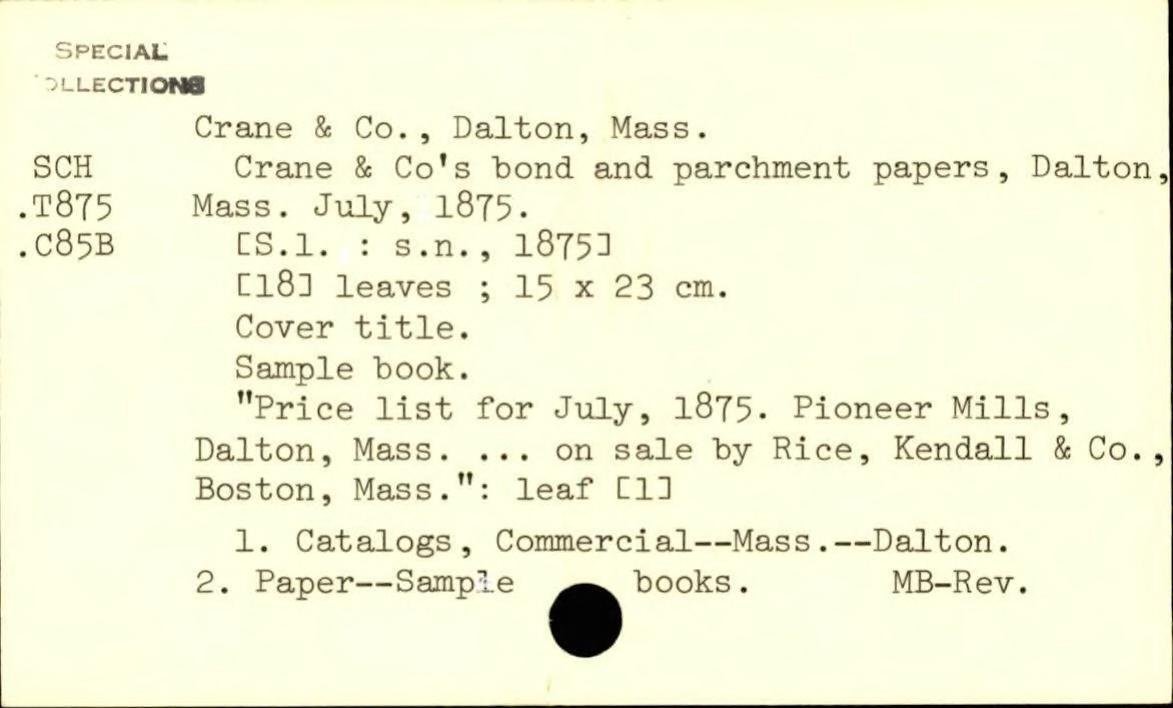 SPECIAL
OLLECTIONS
Crane & Co., Dalton, Mass.
SCH Crane & Co's bond and parchment papers, Dalton,
.T875 Mass. July, 1875.
.C85B [S.l. : s.n., 1875]
[18] leaves ; 15 x 23 cm.
Cover title.
Sample book.
"Price list for July, 1875. Pioneer Mills,
Dalton, Mass. ... on sale by Rice, Kendall & Co.,
Boston, Mass.": leaf [1]
1. Catalogs, Commercial--Mass.--Dalton.
2. Paper--Sample books. MB-Rev.